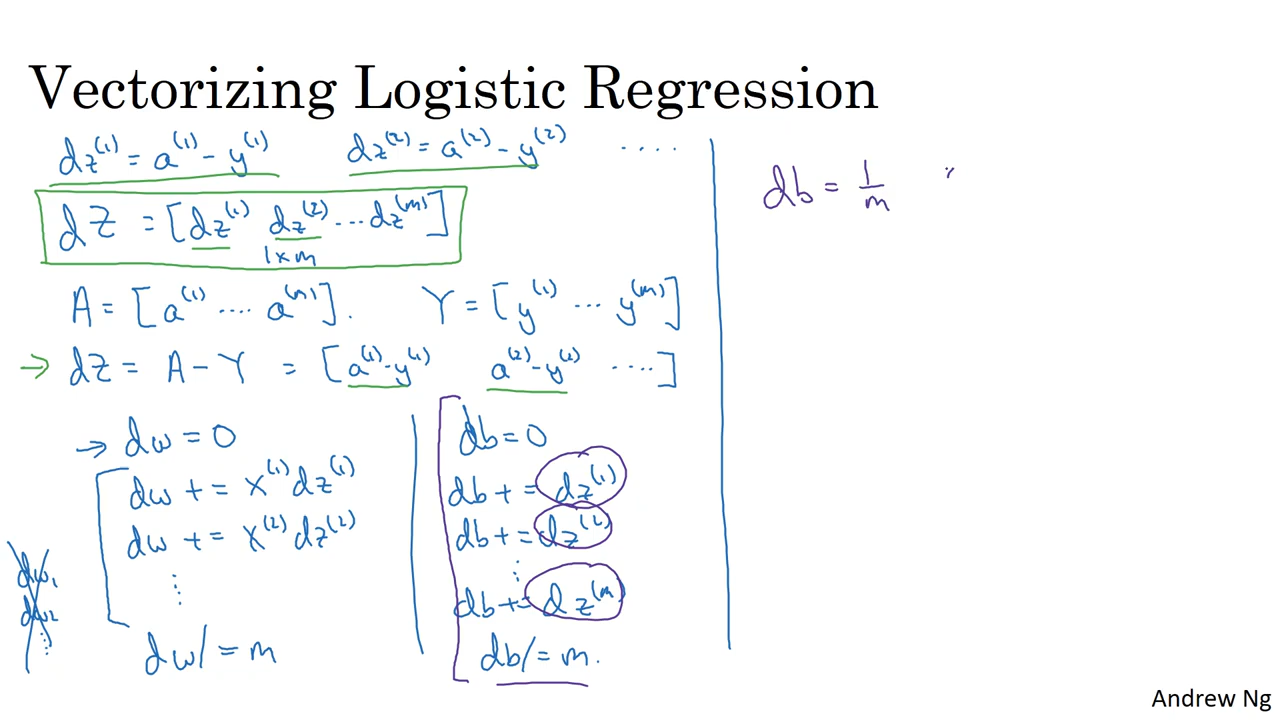 Vectorizing Logistic Regression
dz⁽¹⁾ = a⁽¹⁾ - y⁽¹⁾ dz⁽²⁾ = a⁽²⁾ - y⁽²⁾ ....
dZ = [dz⁽¹⁾ dz⁽²⁾ ... dz⁽ᵐ⁾]
1×m
A = [a⁽¹⁾ .... a⁽ᵐ⁾]. Y = [y⁽¹⁾ ... y⁽ᵐ⁾]
→ dZ = A - Y = [a⁽¹⁾-y⁽¹⁾ a⁽²⁾-y⁽²⁾ ....]
→ dw = 0
dw += x⁽¹⁾dz⁽¹⁾
dw += x⁽²⁾dz⁽²⁾
⋮
dw/=m
dw₁
dw₂
⋮
db=0
db+= dz⁽¹⁾
db+= dz⁽²⁾
⋮
db+= dz⁽ᵐ⁾
db/=m.
db = 1/m
Andrew Ng